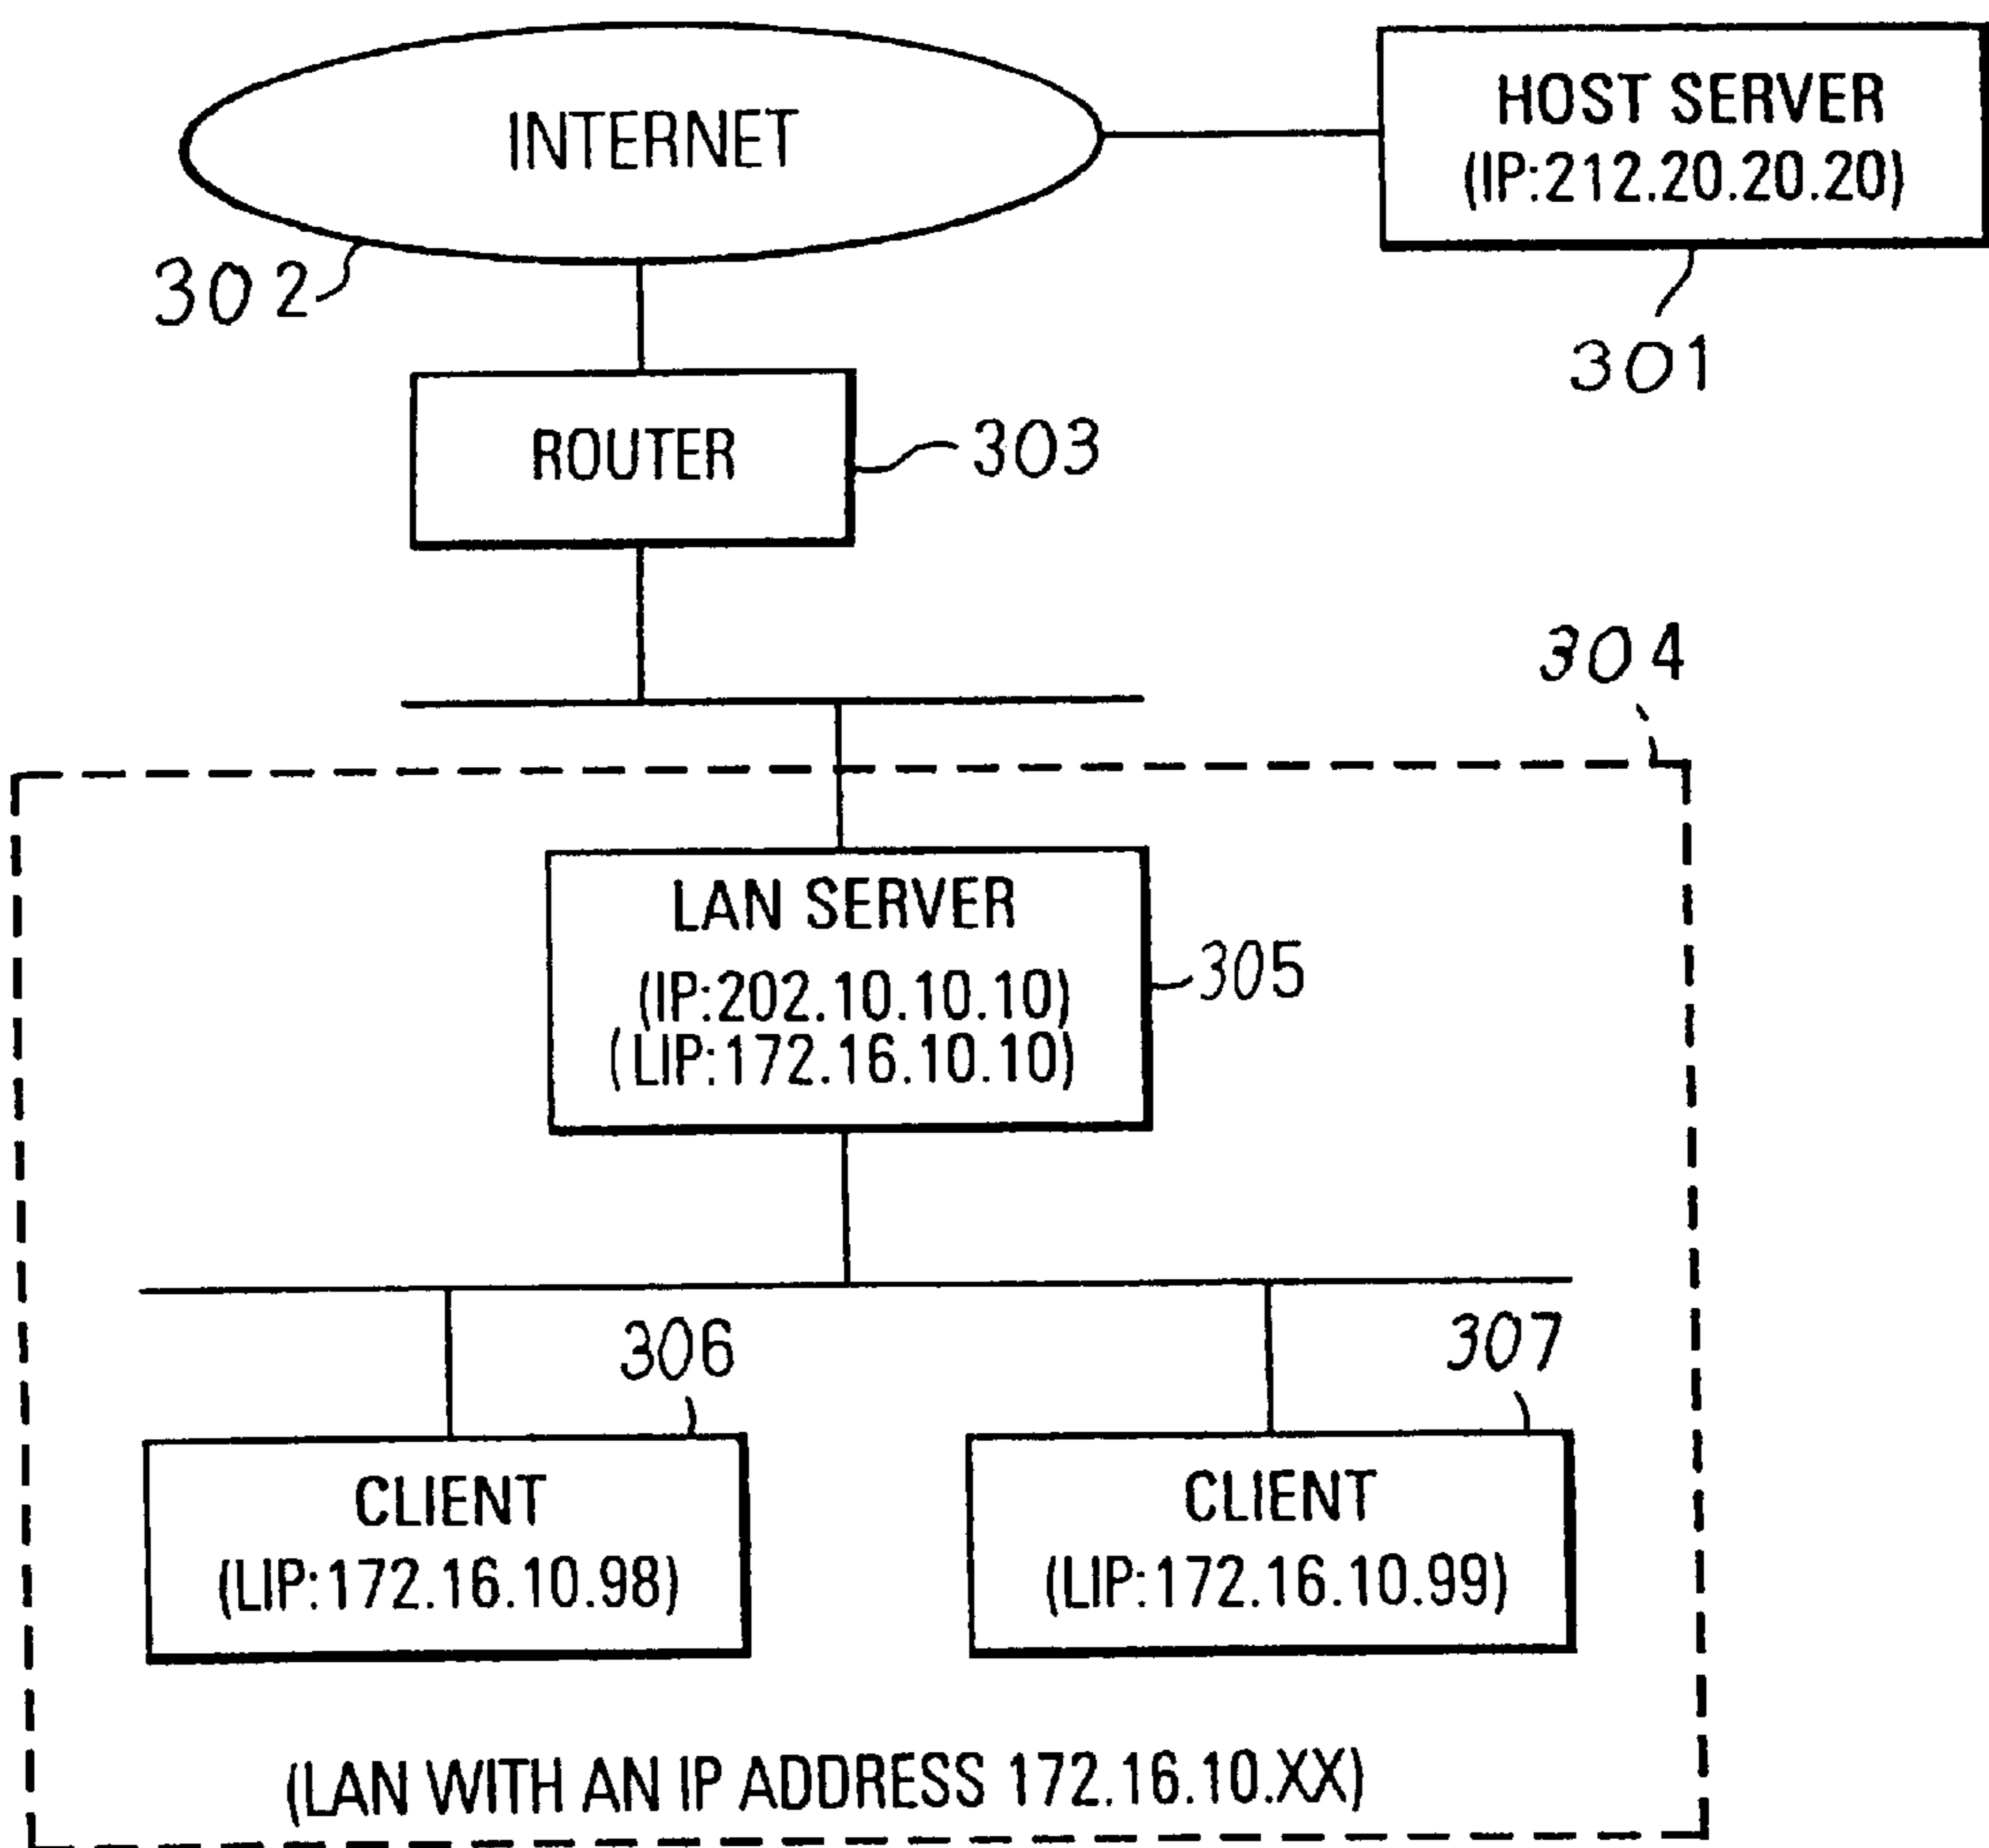 INTERNET
HOST SERVER
(IP:212.20.20.20)
302
301
ROUTER
303
304
LAN SERVER
(IP:202.10.10.10)
(LIP:172.16.10.10)
305
306
307
CLIENT
(LIP:172.16.10.98)
CLIENT
(LIP:172.16.10.99)
(LAN WITH AN IP ADDRESS 172.16.10.XX)